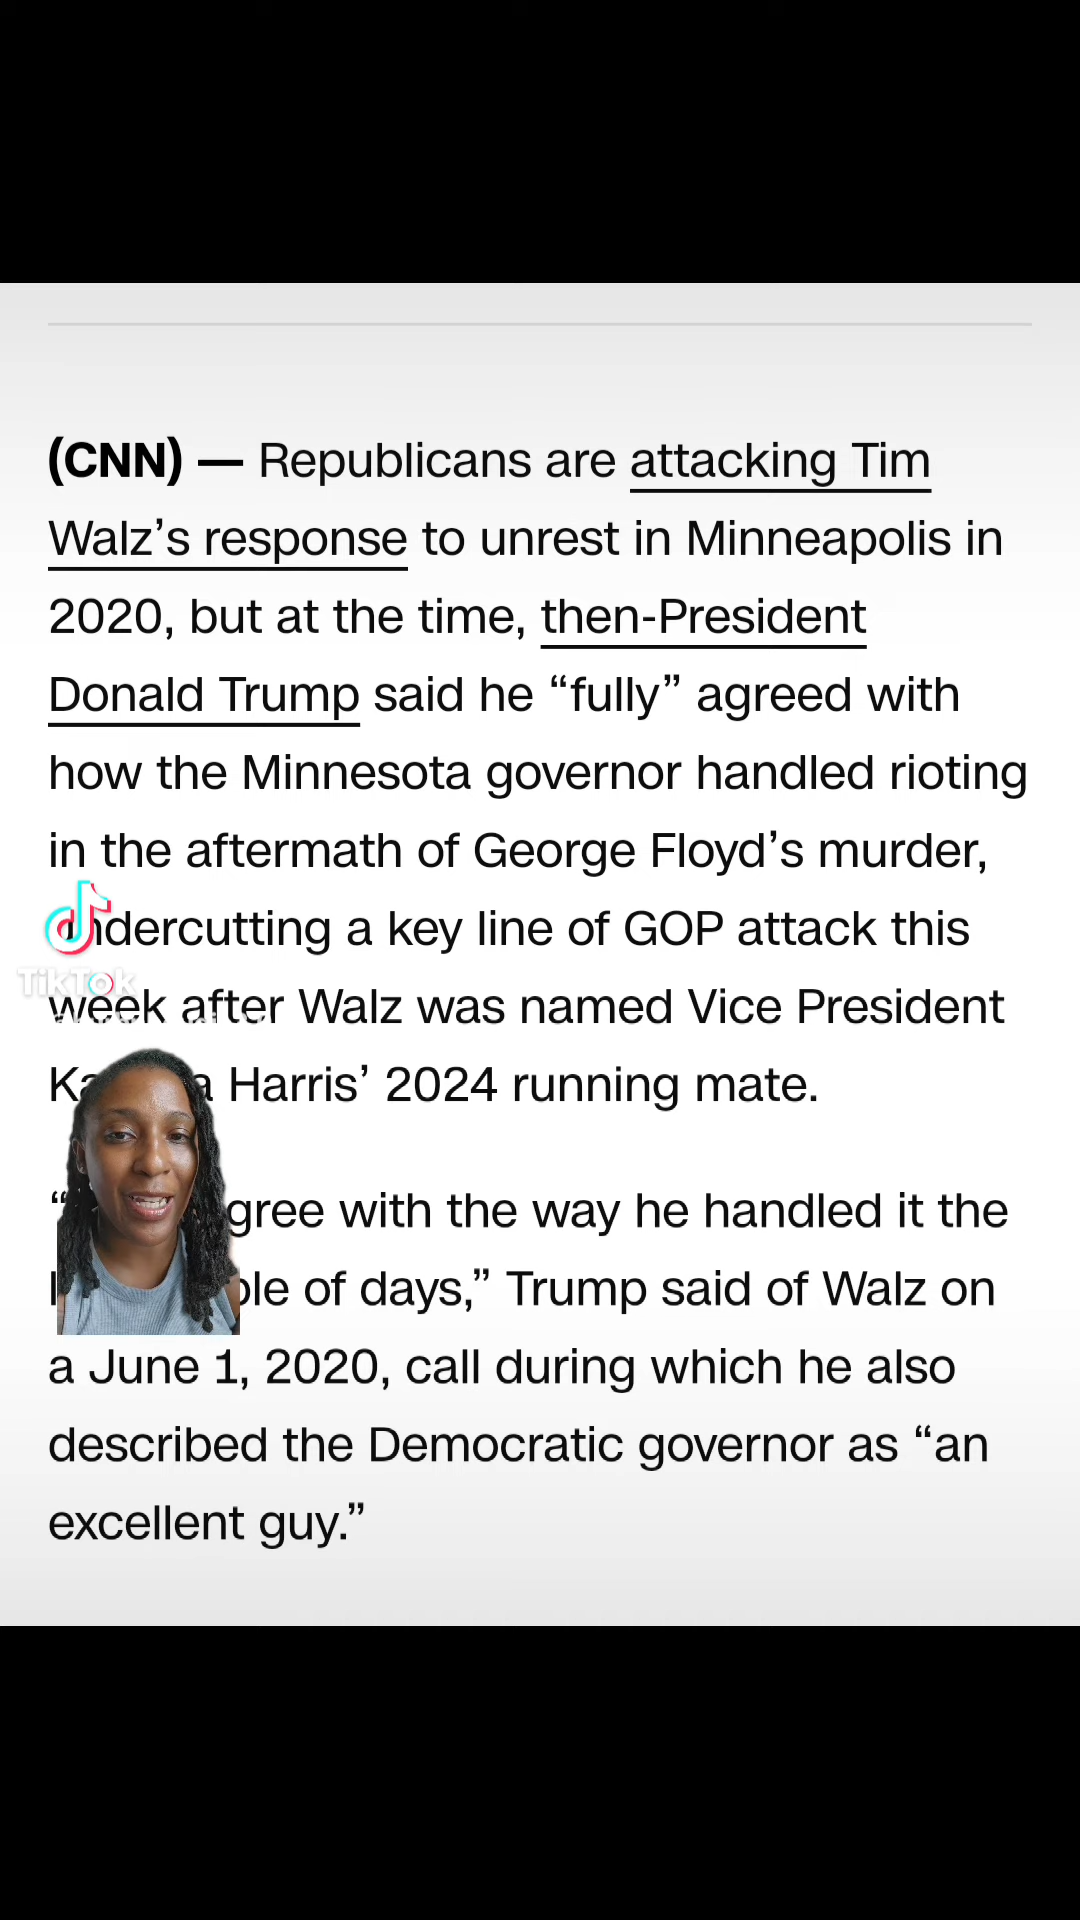 (CNN) — Republicans are attacking Tim
Walz’s response to unrest in Minneapolis in
2020, but at the time, then-President
Donald Trump said he “fully” agreed with
how the Minnesota governor handled rioting
in the aftermath of George Floyd’s murder,
undercutting a key line of GOP attack this
week after Walz was named Vice President
Harris’ 2024 running mate.
with the way he handled it the
of days,” Trump said of Walz on
a June 1, 2020, call during which he also
described the Democratic governor as “an
excellent guy.”
TikTok